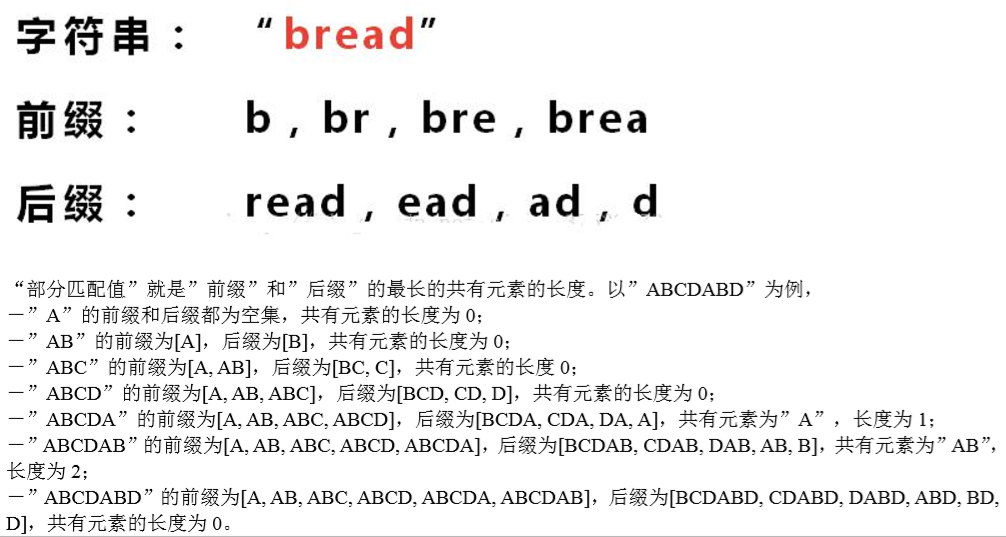 字符串： “bread”
前缀： b , br , bre , brea
后缀： read , ead , ad , d
“部分匹配值”就是”前缀”和”后缀”的最长的共有元素的长度。以”ABCDABD”为例，
－”A”的前缀和后缀都为空集，共有元素的长度为 0；
－”AB”的前缀为[A]，后缀为[B]，共有元素的长度为 0；
－”ABC”的前缀为[A, AB]，后缀为[BC, C]，共有元素的长度 0；
－”ABCD”的前缀为[A, AB, ABC]，后缀为[BCD, CD, D]，共有元素的长度为 0；
－”ABCDA”的前缀为[A, AB, ABC, ABCD]，后缀为[BCDA, CDA, DA, A]，共有元素为”A”，长度为 1；
－”ABCDAB”的前缀为[A, AB, ABC, ABCD, ABCDA]，后缀为[BCDAB, CDAB, DAB, AB, B]，共有元素为”AB”，
长度为 2；
－”ABCDABD”的前缀为[A, AB, ABC, ABCD, ABCDA, ABCDAB]，后缀为[BCDABD, CDABD, DABD, ABD, BD,
D]，共有元素的长度为 0。